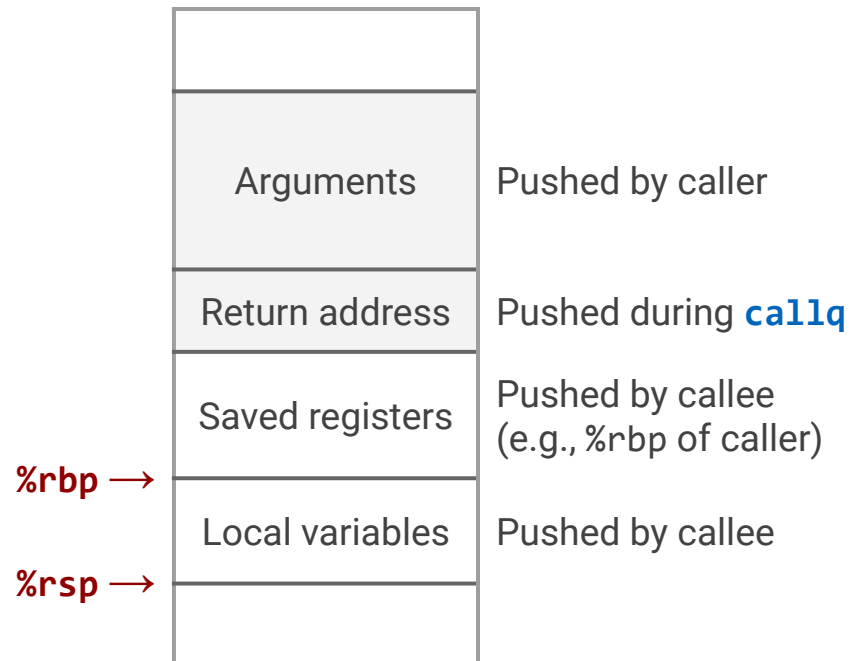 Arguments
Pushed by caller
Return address
Pushed during callq
Saved registers
Pushed by callee
(e.g., %rbp of caller)
%rbp →
Local variables
Pushed by callee
%rsp →